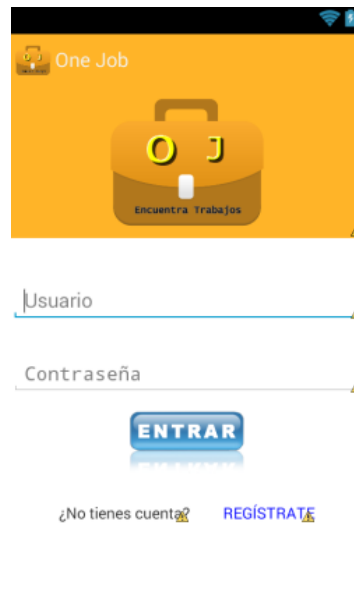 One Job
O J
Encuentra Trabajos
Usuario
Contraseña
ENTRAR
¿No tienes cuenta? REGÍSTRATE